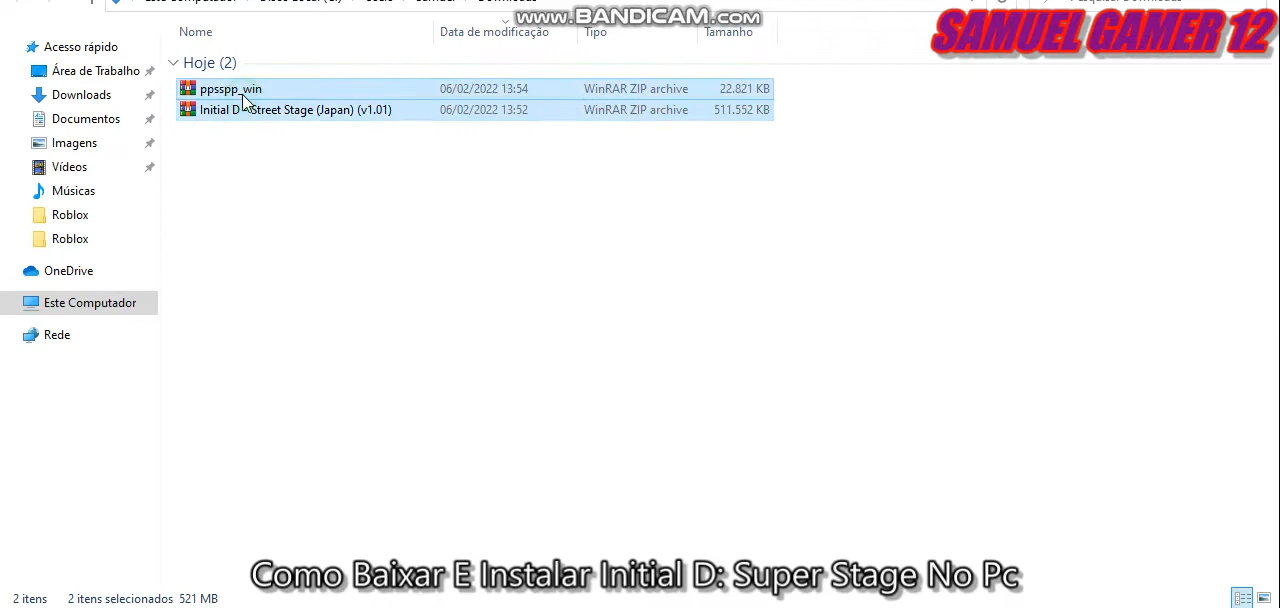 www.BANDICAM.com
SAMUEL GAMER 12
Nome
Data de modificação
Tipo
Tamanho
Acesso rápido
Área de Trabalho
Downloads
Documentos
Imagens
Vídeos
Músicas
Roblox
Roblox
OneDrive
Este Computador
Rede
Hoje (2)
ppsspp_win 06/02/2022 13:54 WinRAR ZIP archive 22.821 KB
Initial D - Street Stage (Japan) (v1.01) 06/02/2022 13:52 WinRAR ZIP archive 511.552 KB
Como Baixar E Instalar Initial D: Super Stage No Pc
2 itens 2 itens selecionados 521 MB